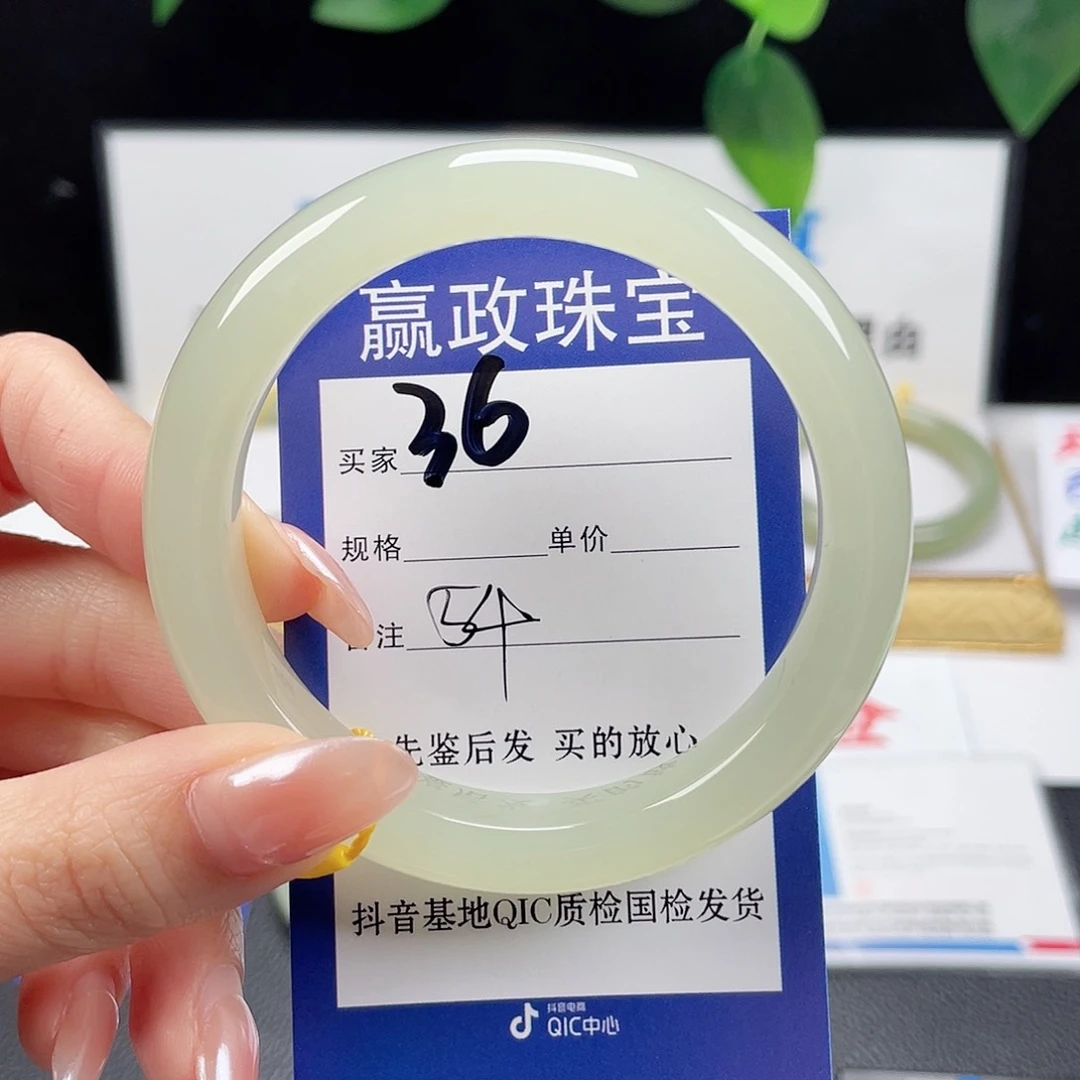 赢政珠宝
买家 36
规格 单价
备注 54
先鉴后发 买的放心
抖音基地QIC质检国检发货
抖音电商
QIC中心